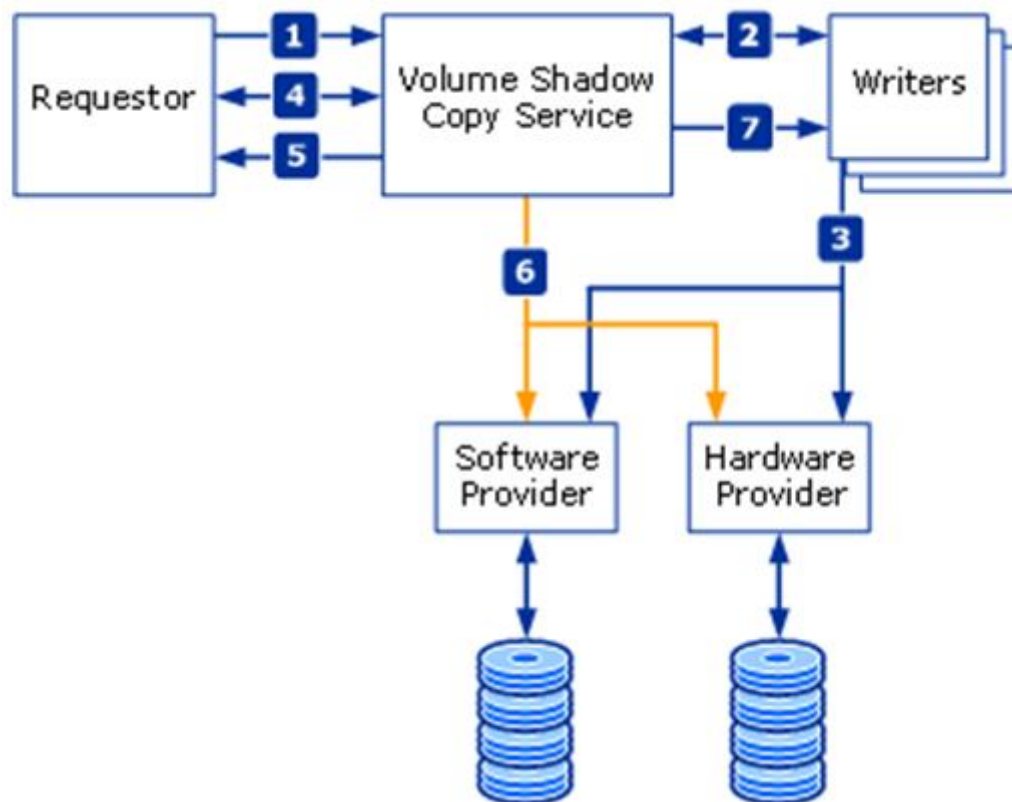 1
2
Requestor
4
Volume Shadow
Copy Service
Writers
7
5
3
6
Software
Provider
Hardware
Provider